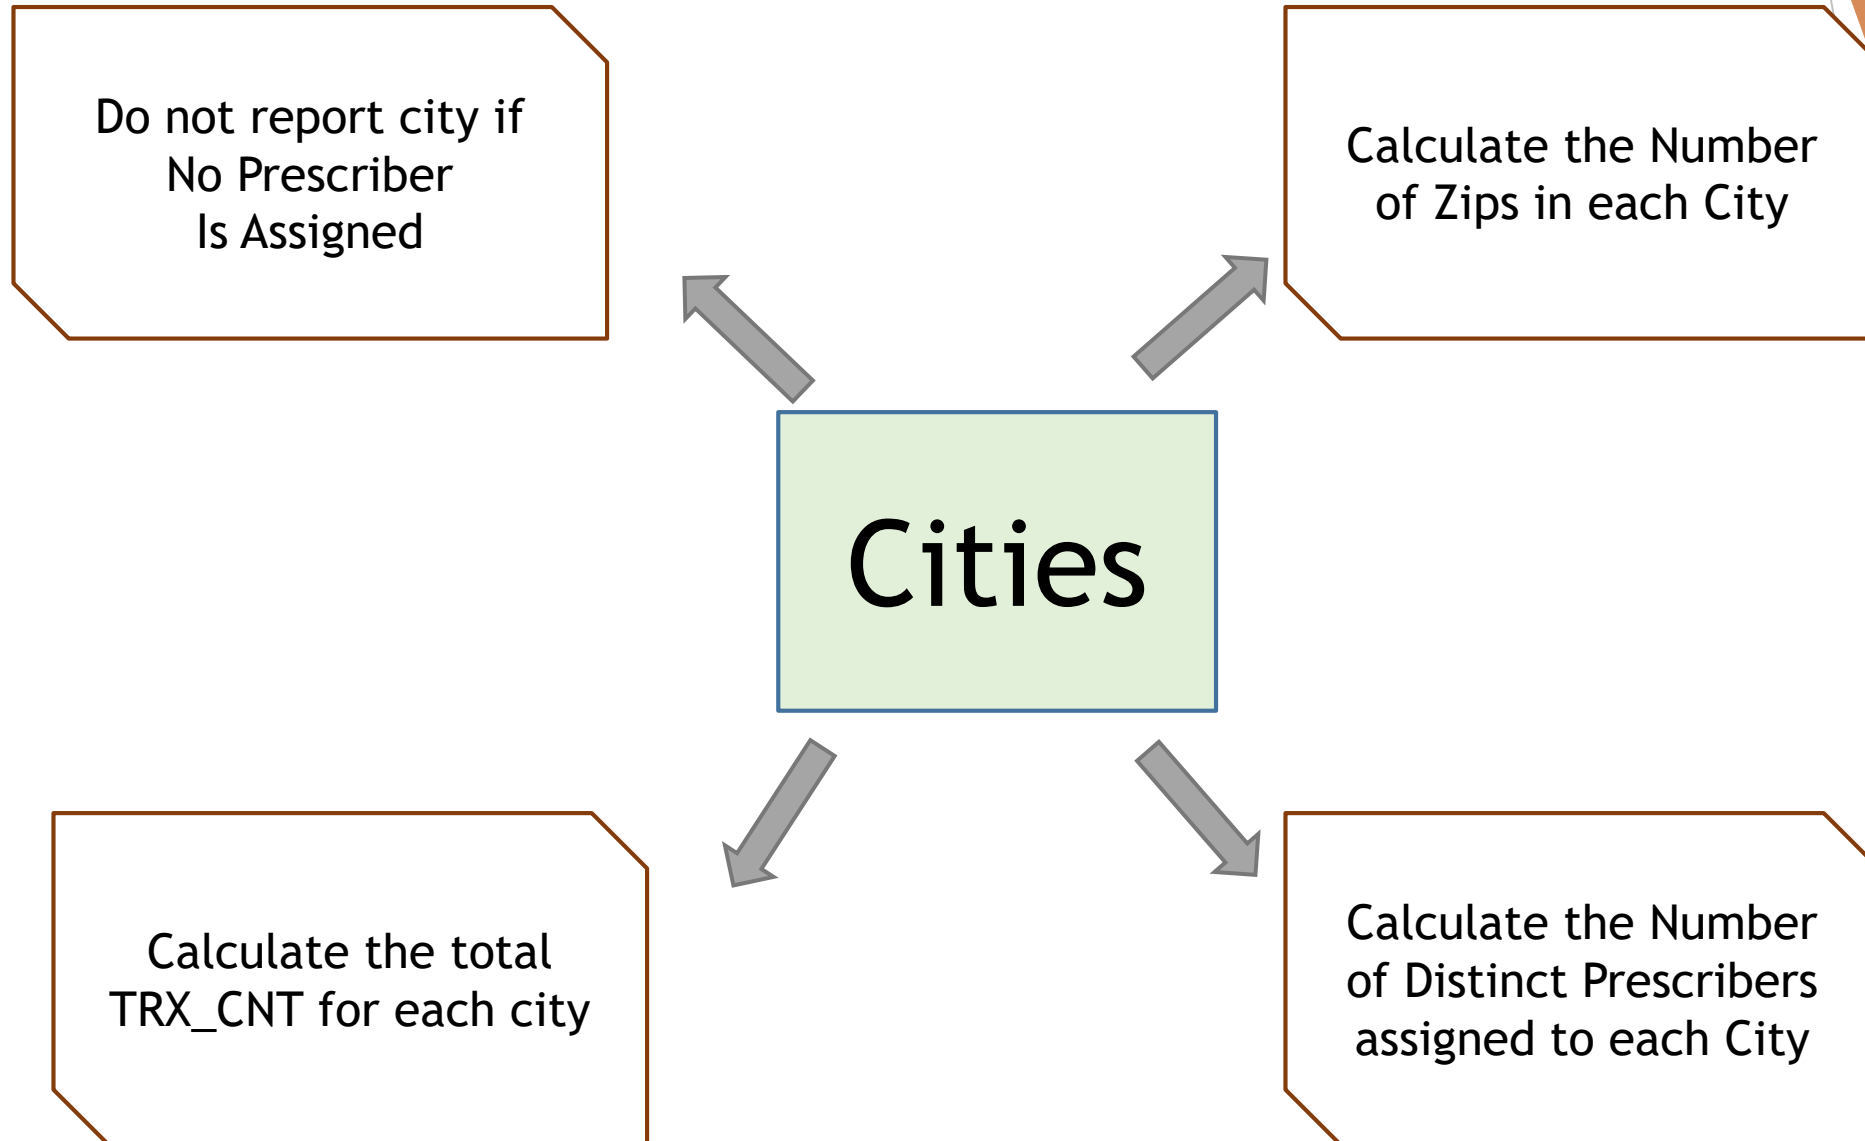 Do not report city if
No Prescriber
Is Assigned
Calculate the Number
of Zips in each City
Cities
Calculate the total
TRX_CNT for each city
Calculate the Number
of Distinct Prescribers
assigned to each City